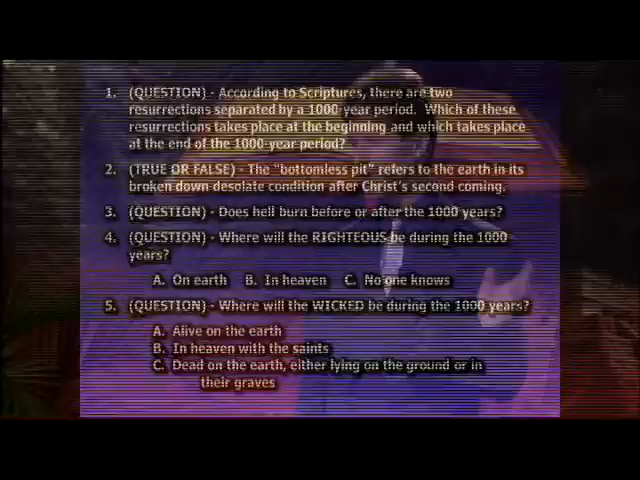 1. (QUESTION) - According to Scriptures, there are two
resurrections separated by a 1000 year period. Which of these
resurrections takes place at the beginning and which takes place
at the end of the 1000 year period?
2. (TRUE OR FALSE) - The "bottomless pit" refers to the earth in its
broken down desolate condition after Christ's second coming.
3. (QUESTION) - Does hell burn before or after the 1000 years?
4. (QUESTION) - Where will the RIGHTEOUS be during the 1000
years?
A. On earth B. In heaven C. No one knows
5. (QUESTION) - Where will the WICKED be during the 1000 years?
A. Alive on the earth
B. In heaven with the saints
C. Dead on the earth, either lying on the ground or in
their graves